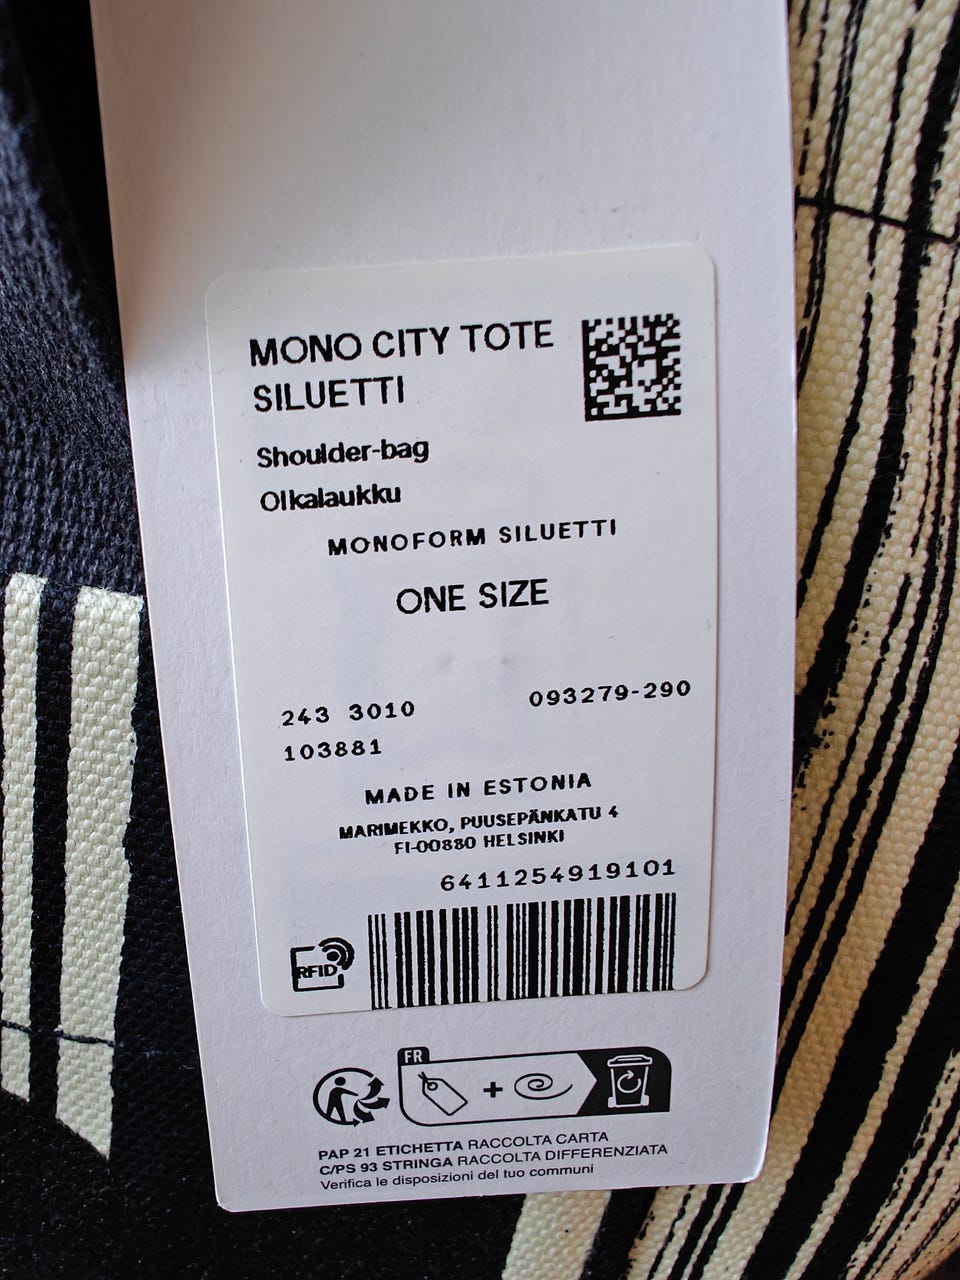 MONO CITY TOTE
SILUETTI
Shoulder-bag
Olkalaukku
MONOFORM SILUETTI
ONE SIZE
243 3010 093279-290
103881
MADE IN ESTONIA
MARIMEKKO, PUUSEPÄNKATU 4
FI-00880 HELSINKI
6411254919101
RFID
FR
PAP 21 ETICHETTA RACCOLTA CARTA
C/PS 93 STRINGA RACCOLTA DIFFERENZIATA
Verifica le disposizioni del tuo communi